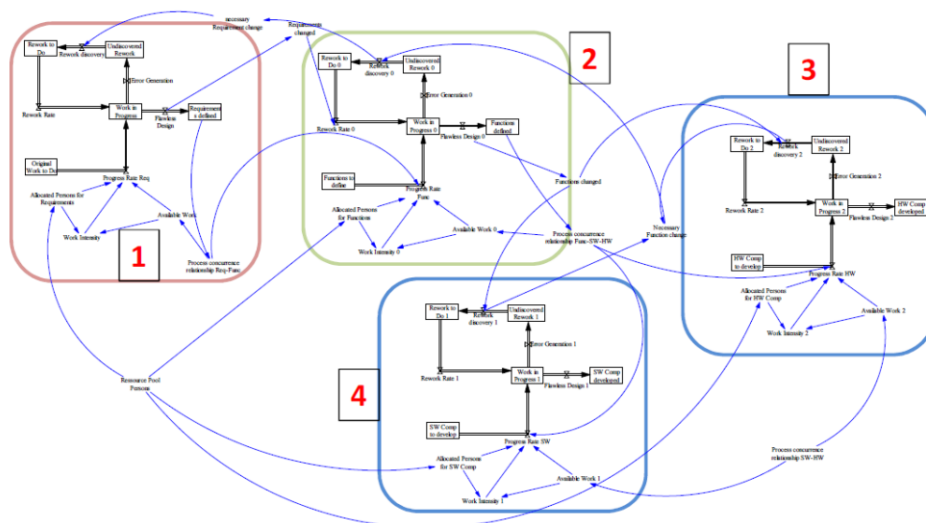 necessary
Requirement change
Requirements
changed
Rework to
Do
Rework discovery
Undiscovered
Rework
Error Generation
Rework Rate
Work in
Progress
Flawless
Design
Requirement
s defined
Original
Work to Do
Progress Rate Req
Allocated Persons for
Requirements
Available Work
Work Intensity
1
Process concurrence
relationship Req-Func
Rework to
Do 0
Rework
discovery 0
Undiscovered
Rework 0
2
Error Generation 0
Rework Rate 0
Work in
Progress 0
Flawless Design 0
Functions
defined
Functions to
define
Progress Rate
Func
Allocated Persons
for Functions
Available Work 0
Work Intensity 0
Functions changed
Process concurrence
relationship Func-SW-HW
Necessary
Function change
3
Rework to
Do 2
Rework
discovery 2
Undiscovered
Rework 2
Error Generation 2
Rework Rate 2
Work in
Progress 2
Flawless Design 2
HW Comp
developed
HW Comp
to develop
Progress Rate HW
Allocated Persons
for HW Comp
Available Work 2
Work Intensity 2
Rework to
Do 1
Rework
discovery 1
Undiscovered
Rework 1
Error Generation 1
Rework Rate 1
Work in
Progress 1
Flawless Design 1
SW Comp
developed
4
SW Comp
to develop
Progress Rate SW
Allocated Persons
for SW Comp
Available Work 1
Work Intensity 1
Ressource Pool
Persons
Process concurrence
relationship SW-HW